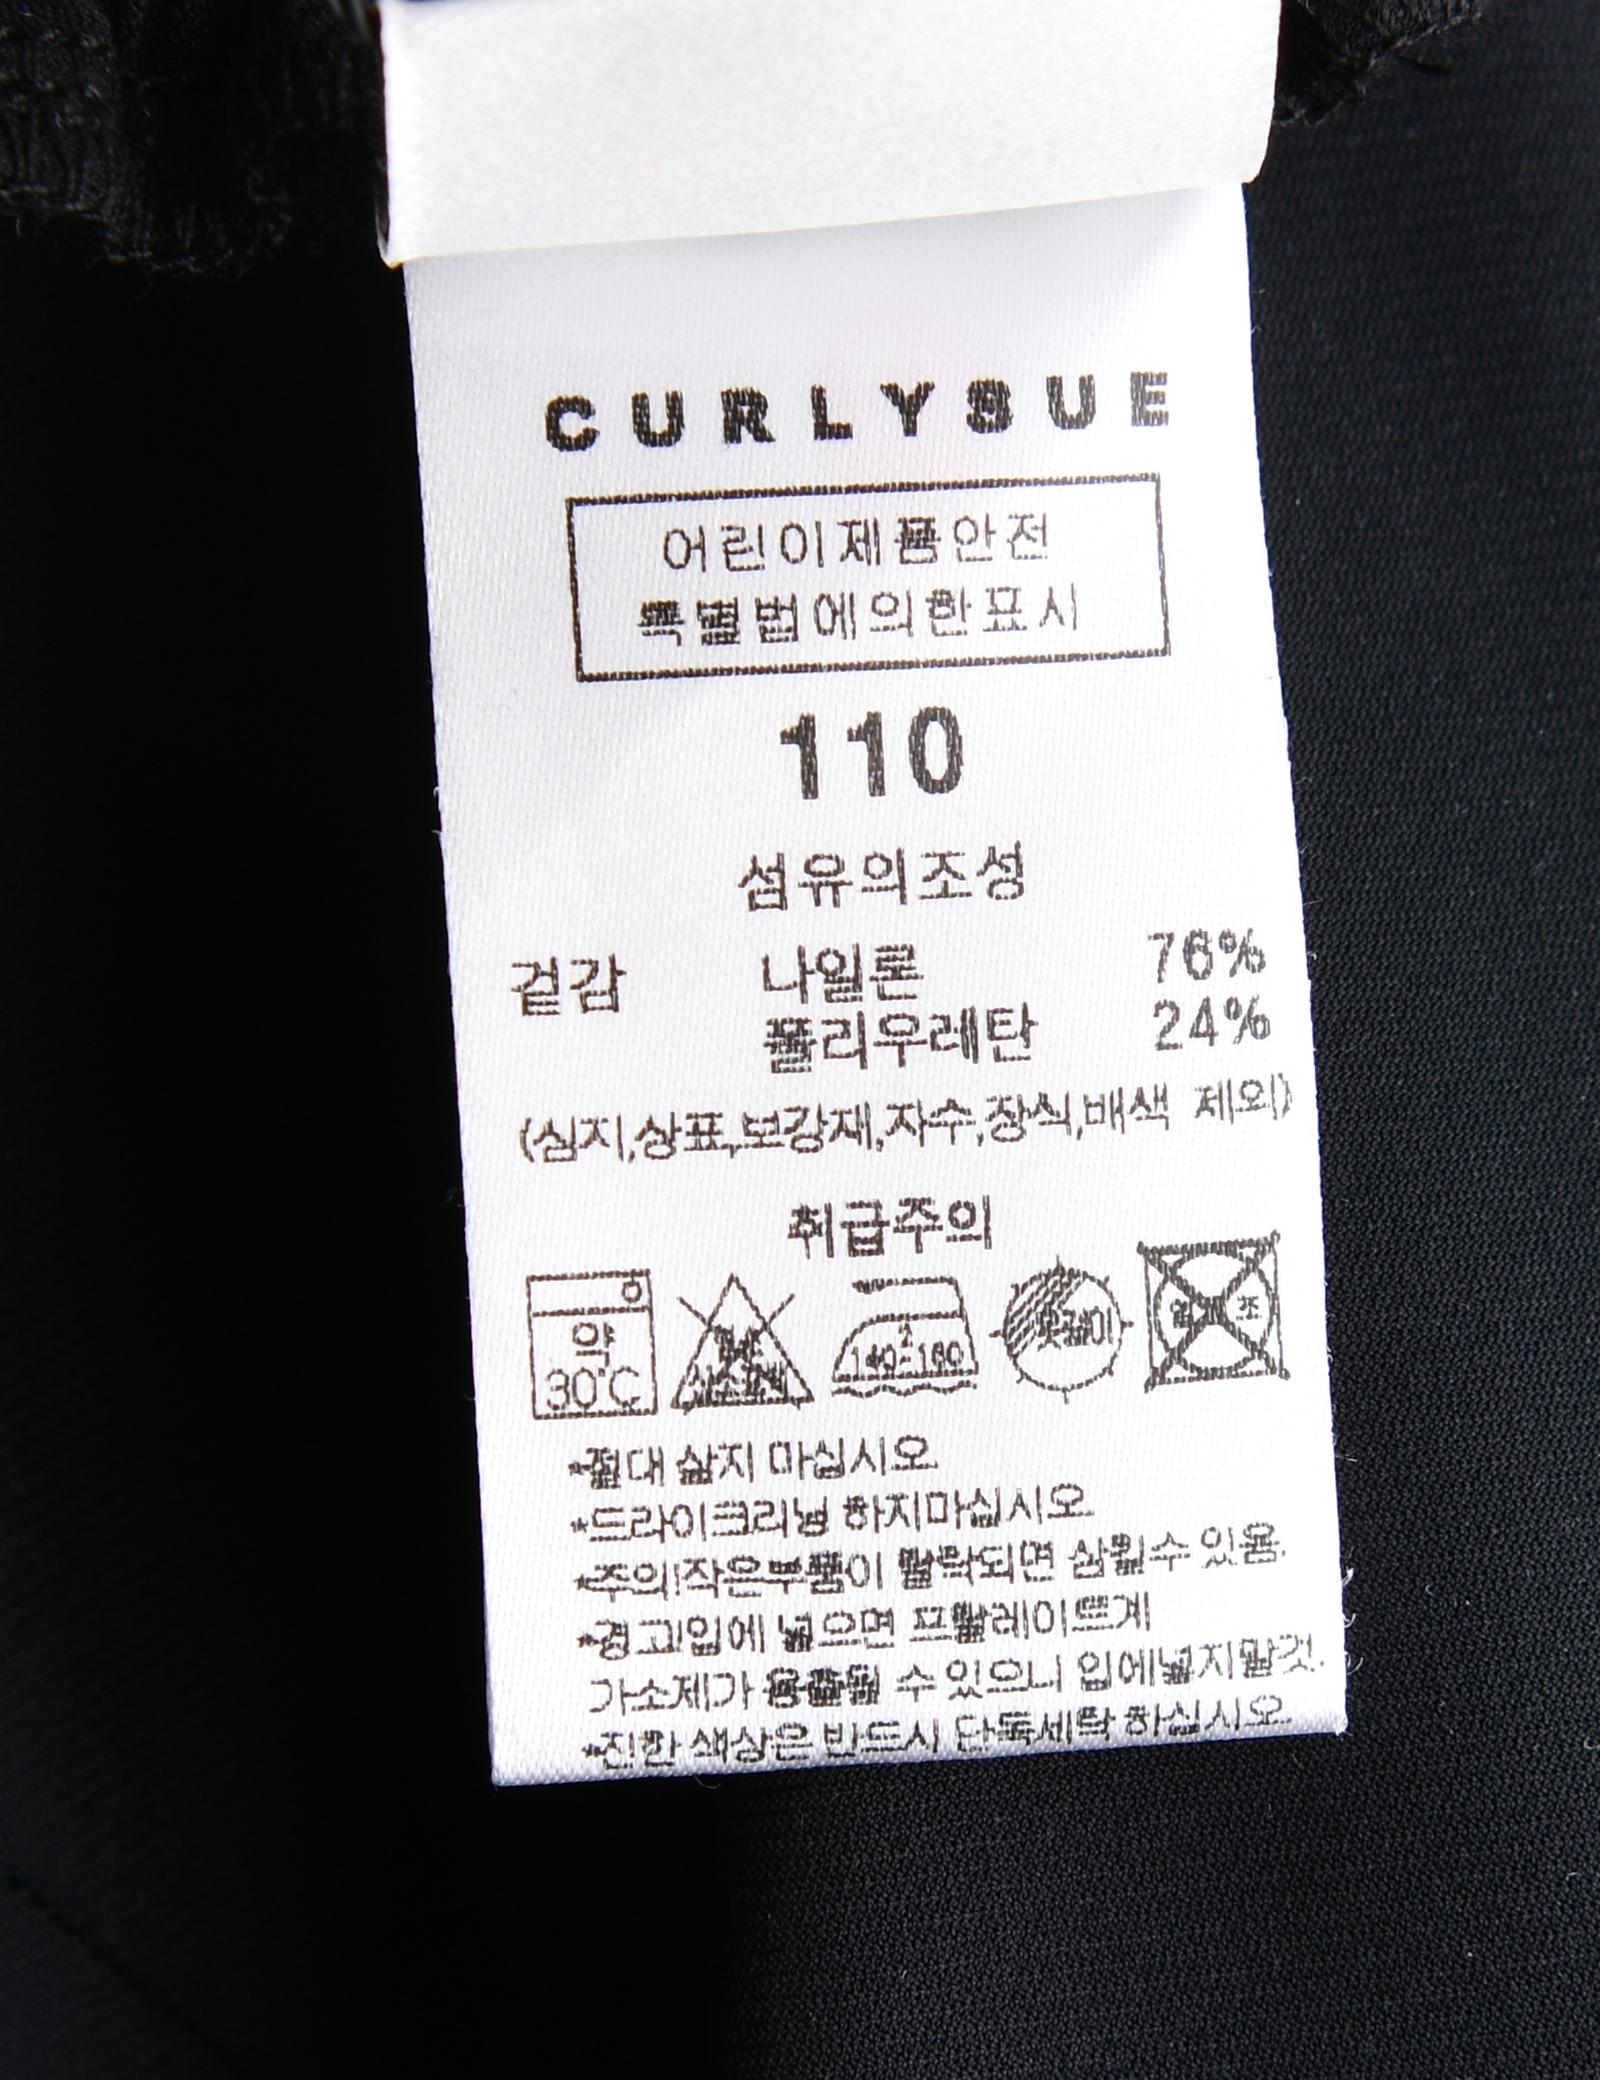 CURLYSUE
어린이제품안전
특별법에의한표시
110
섬유의조성
겉감 나일론 76%
폴리우레탄 24%
(심지,상표,보강재,자수,장식,배색 제외)
취급주의
약
30℃
2
140-160
옷걸이
조
*절대 삶지 마십시오.
*드라이크리닝 하지마십시오.
*주의!작은부품이 탈락되면 삼킬수 있음.
*경고!입에 넣으면 프탈레이트계
가소제가 용출될 수 있으니 입에넣지말것.
*진한 색상은 반드시 단독세탁 하십시오.